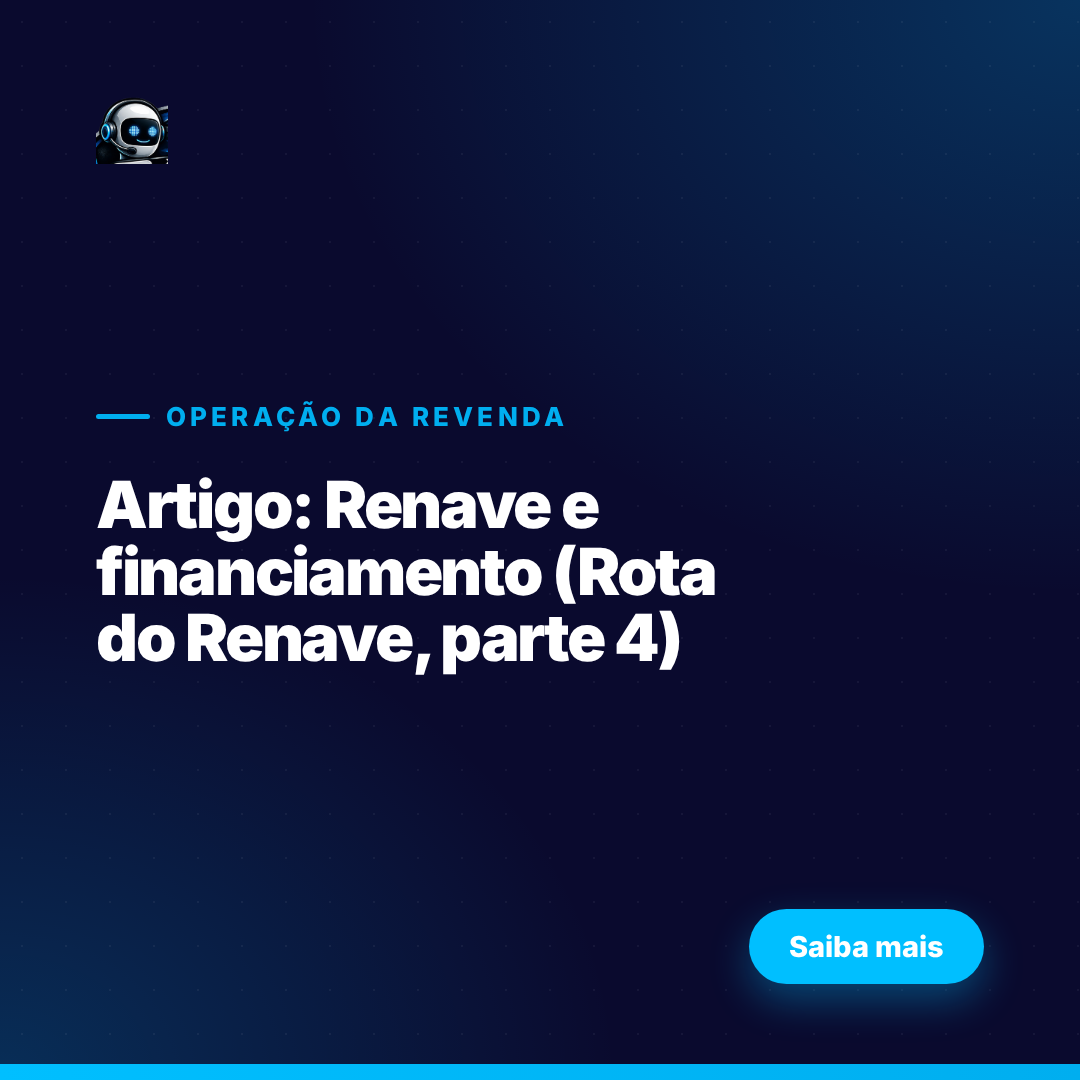 OPERAÇÃO DA REVENDA
Artigo: Renave e
financiamento (Rota
do Renave, parte 4)
Saiba mais